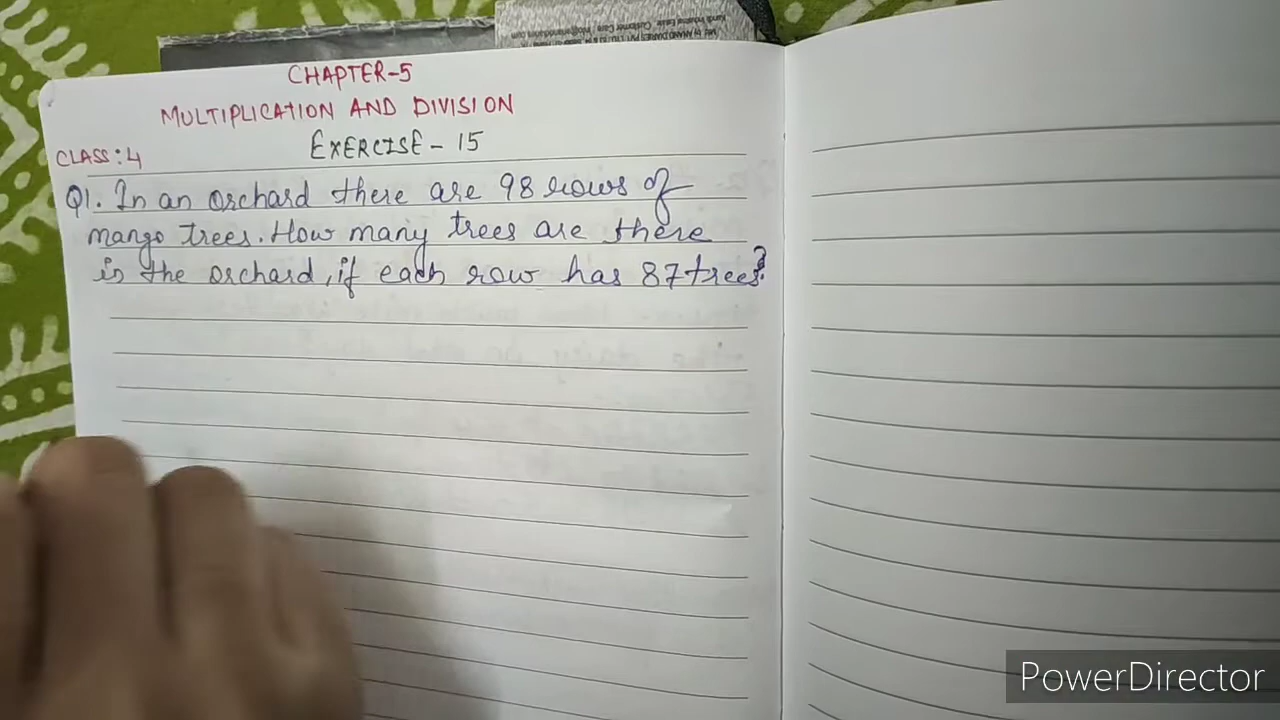 CHAPTER-5
MULTIPLICATION AND DIVISION
EXERCISE - 15
CLASS: 4
Q1. In an orchard there are 98 rows of
mango trees. How many trees are there
in the orchard, if each row has 87 trees?
PowerDirector